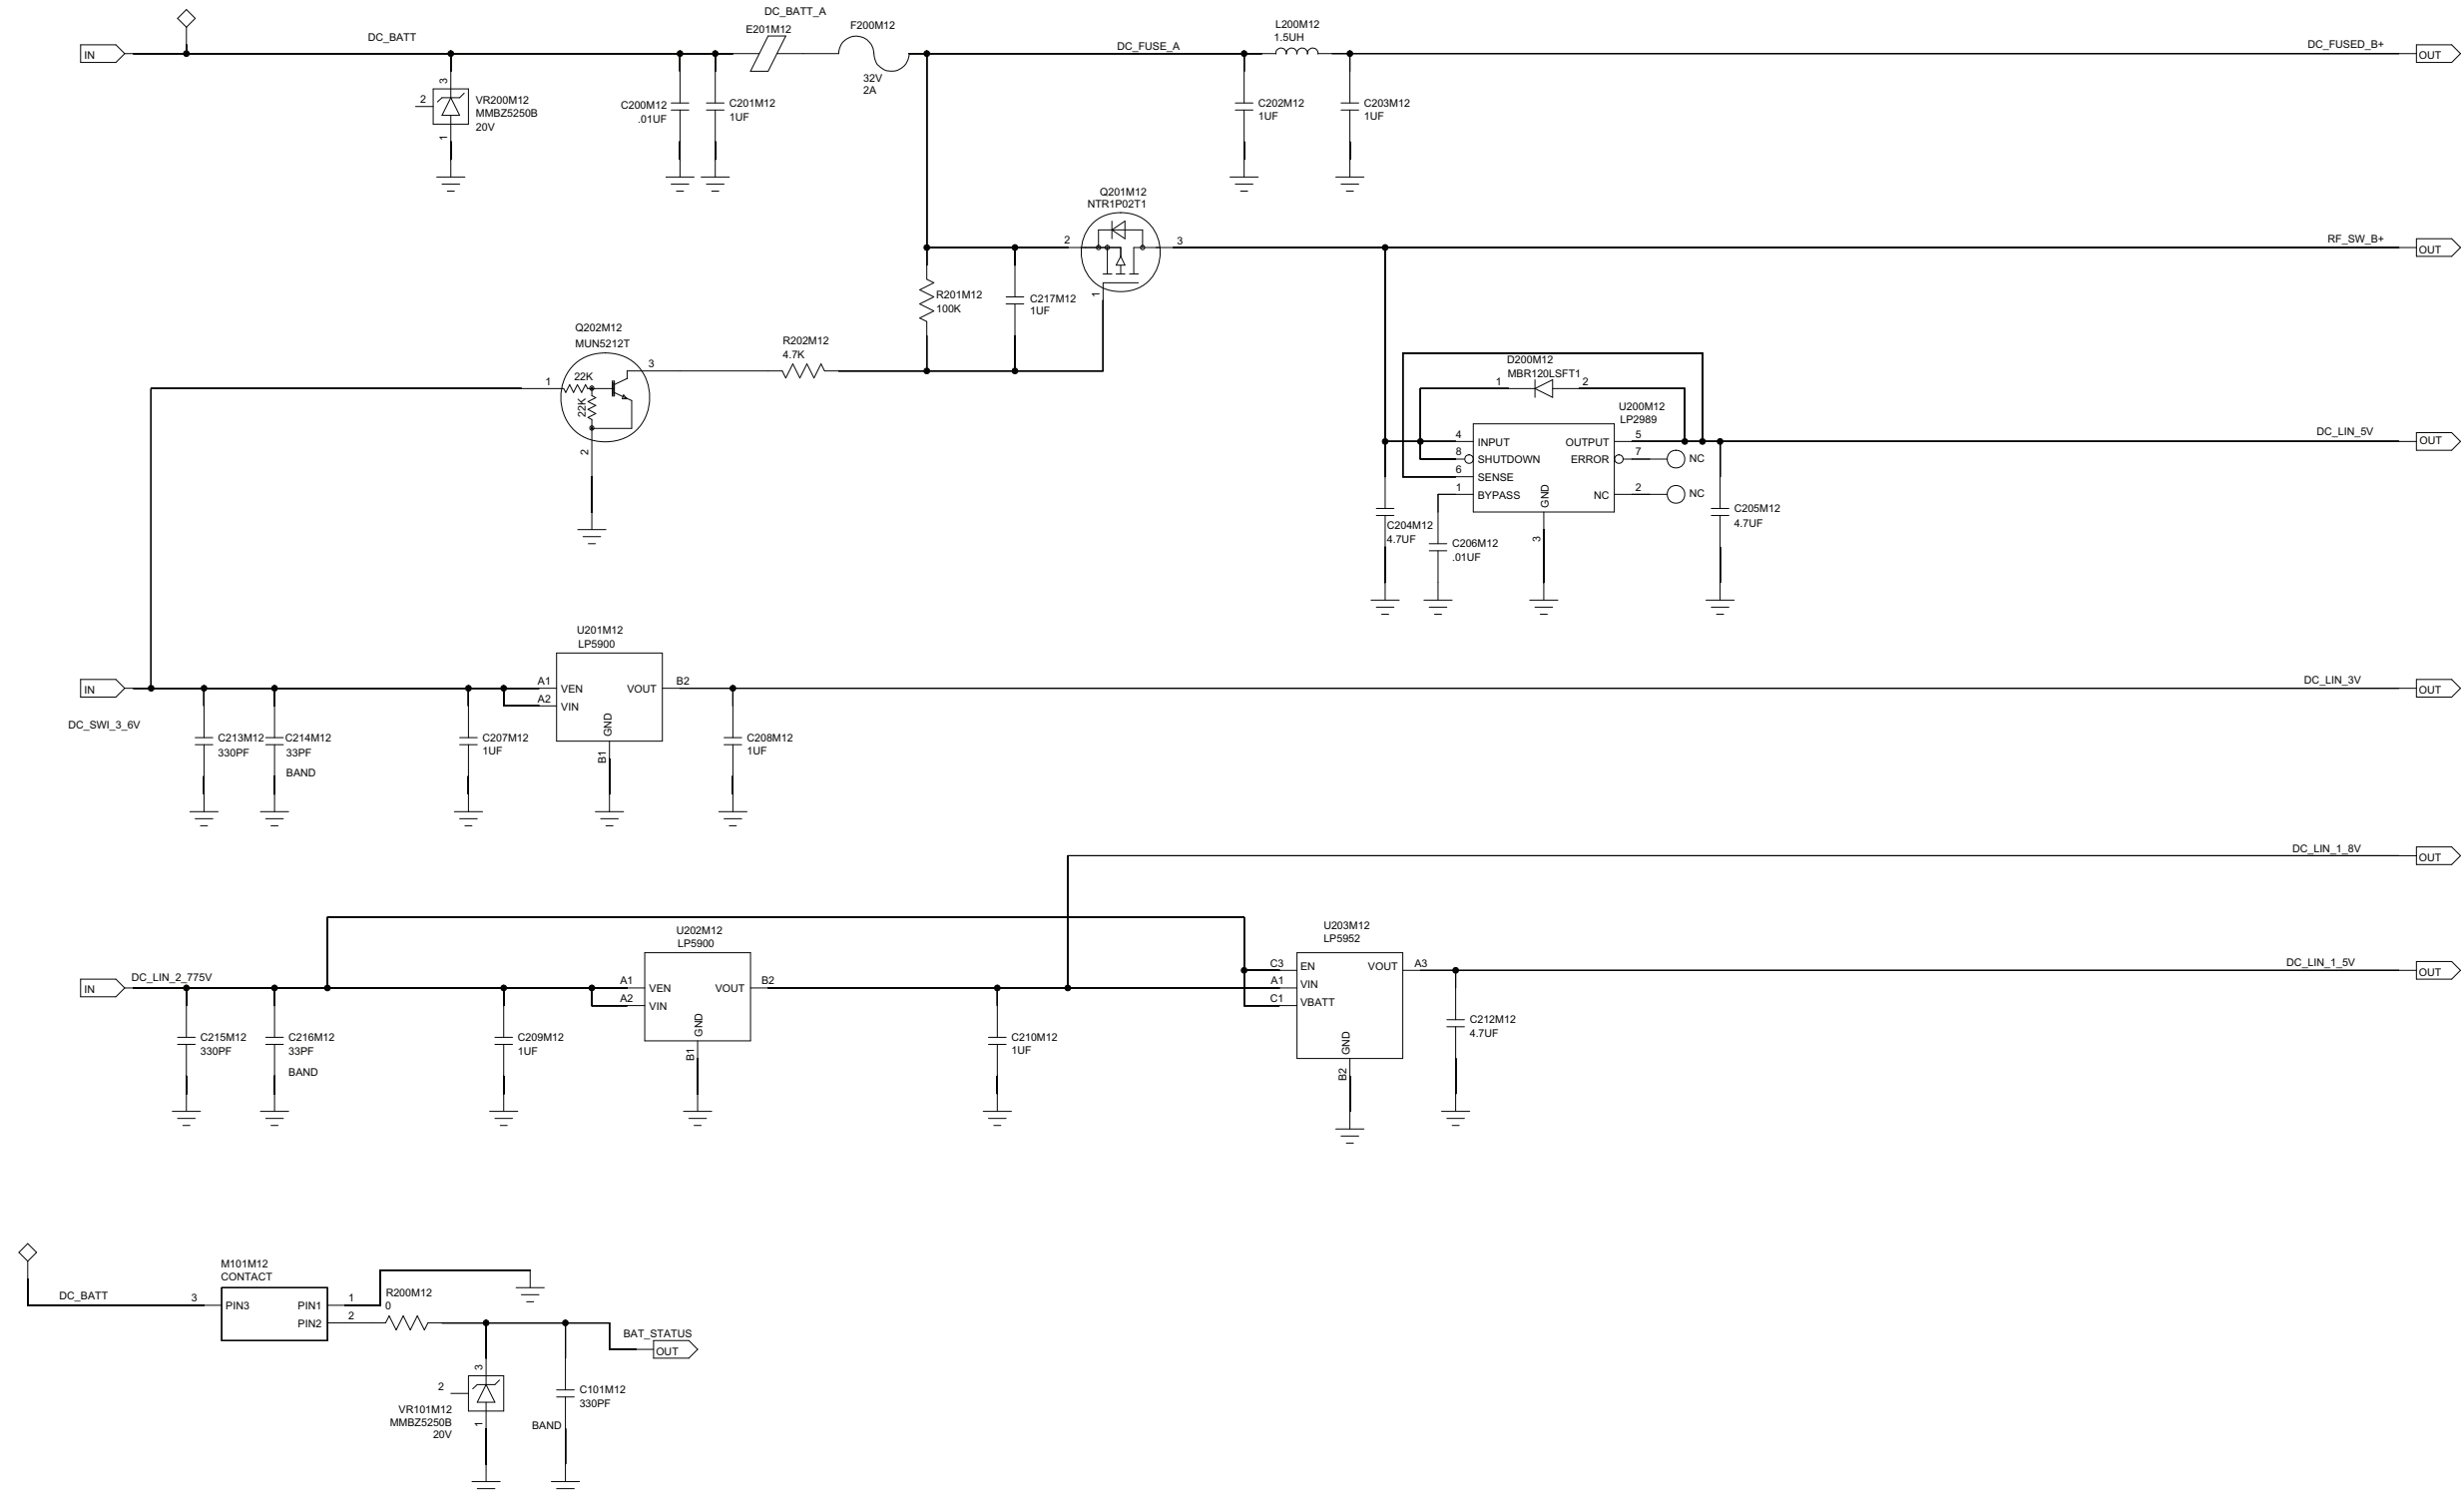 DC_BATT_A
E201M12
F200M12
L200M12
1.5UH
IN
DC_BATT
DC_FUSE_A
DC_FUSED_B+
OUT
32V
2A
3
2
1
VR200M12
MMBZ5250B
20V
C200M12
.01UF
C201M12
1UF
C202M12
1UF
C203M12
1UF
Q201M12
NTR1P02T1
2
3
1
RF_SW_B+
OUT
R201M12
100K
C217M12
1UF
Q202M12
MUN5212T
1
22K
22K
3
2
R202M12
4.7K
D200M12
MBR120LSFT1
1
2
U200M12
LP2989
4
INPUT
OUTPUT
5
8
SHUTDOWN
ERROR
7
NC
6
SENSE
1
BYPASS
GND
NC
2
NC
3
DC_LIN_5V
OUT
C204M12
4.7UF
C206M12
.01UF
C205M12
4.7UF
U201M12
LP5900
IN
A1
VEN
VOUT
B2
A2
VIN
GND
B1
DC_LIN_3V
OUT
DC_SWI_3_6V
C213M12
330PF
C214M12
33PF
BAND
C207M12
1UF
C208M12
1UF
DC_LIN_1_8V
OUT
U202M12
LP5900
U203M12
LP5952
IN
DC_LIN_2_775V
A1
VEN
VOUT
B2
A2
VIN
GND
B1
C3
EN
VOUT
A3
A1
VIN
C1
VBATT
GND
B2
DC_LIN_1_5V
OUT
C215M12
330PF
C216M12
33PF
BAND
C209M12
1UF
C210M12
1UF
C212M12
4.7UF
M101M12
CONTACT
DC_BATT
3
PIN3
PIN1
1
PIN2
2
R200M12
0
BAT_STATUS
OUT
3
2
1
VR101M12
MMBZ5250B
20V
C101M12
330PF
BAND